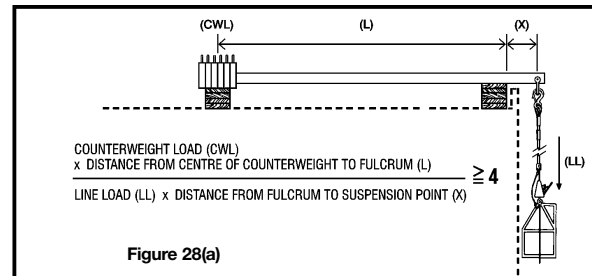 (CWL) (L) (X)
(LL)
COUNTERWEIGHT LOAD (CWL)
x DISTANCE FROM CENTRE OF COUNTERWEIGHT TO FULCRUM (L)
≧ 4
LINE LOAD (LL) x DISTANCE FROM FULCRUM TO SUSPENSION POINT (X)
Figure 28(a)